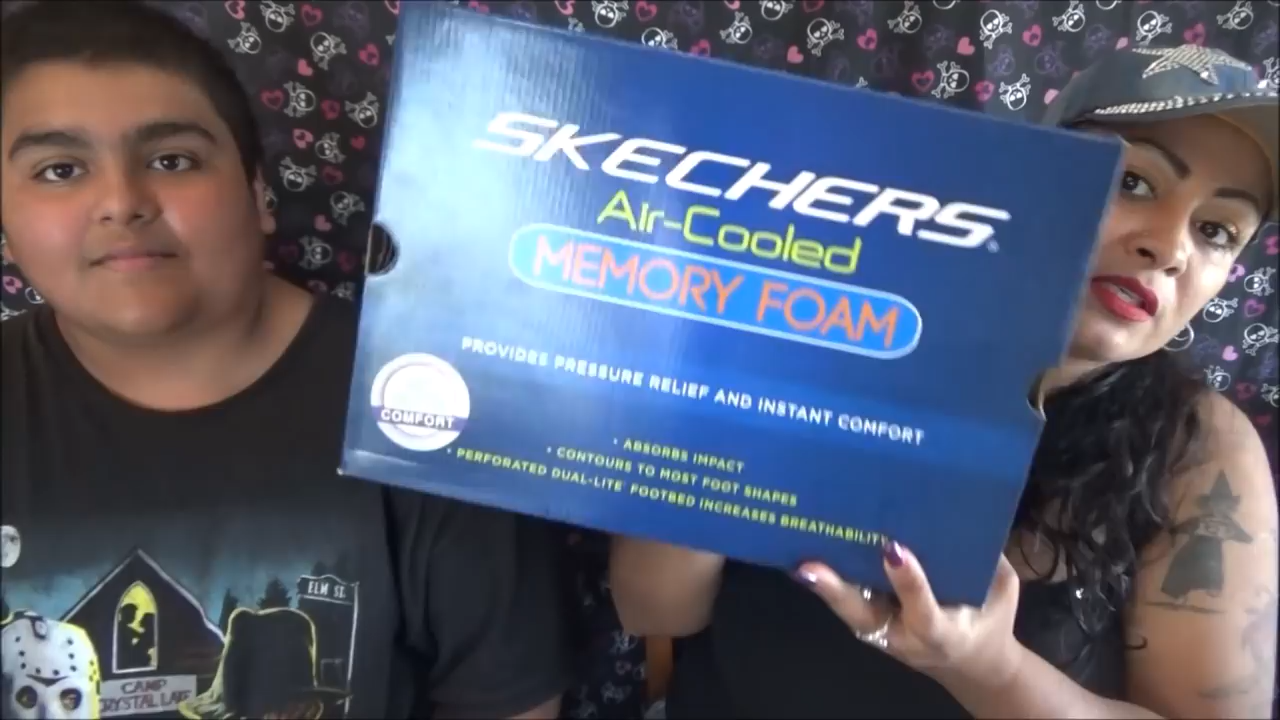 SKECHERS
Air-Cooled
MEMORY FOAM
PROVIDES PRESSURE RELIEF AND INSTANT COMFORT
COMFORT
• ABSORBS IMPACT
• CONTOURS TO MOST FOOT SHAPES
• PERFORATED DUAL-LITE FOOTBED INCREASES BREATHABILITY
ELM ST.
CAMP
CRYSTAL LAKE